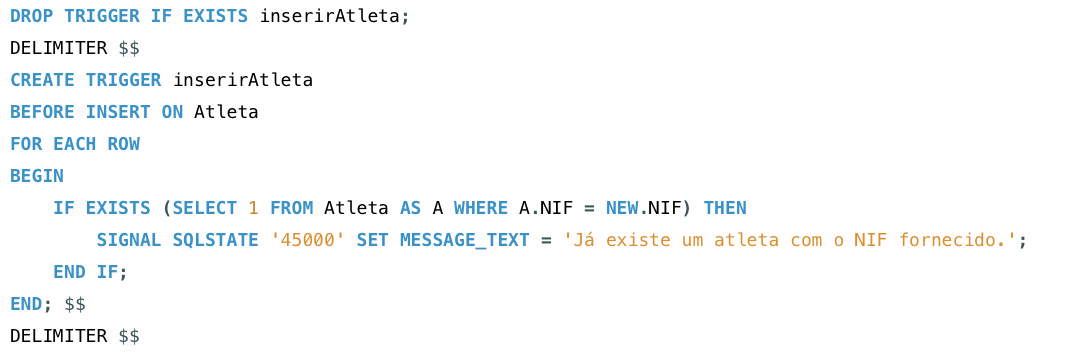 DROP TRIGGER IF EXISTS inserirAtleta;
DELIMITER $$
CREATE TRIGGER inserirAtleta
BEFORE INSERT ON Atleta
FOR EACH ROW
BEGIN
    IF EXISTS (SELECT 1 FROM Atleta AS A WHERE A.NIF = NEW.NIF) THEN
        SIGNAL SQLSTATE '45000' SET MESSAGE_TEXT = 'Já existe um atleta com o NIF fornecido.';
    END IF;
END; $$
DELIMITER $$